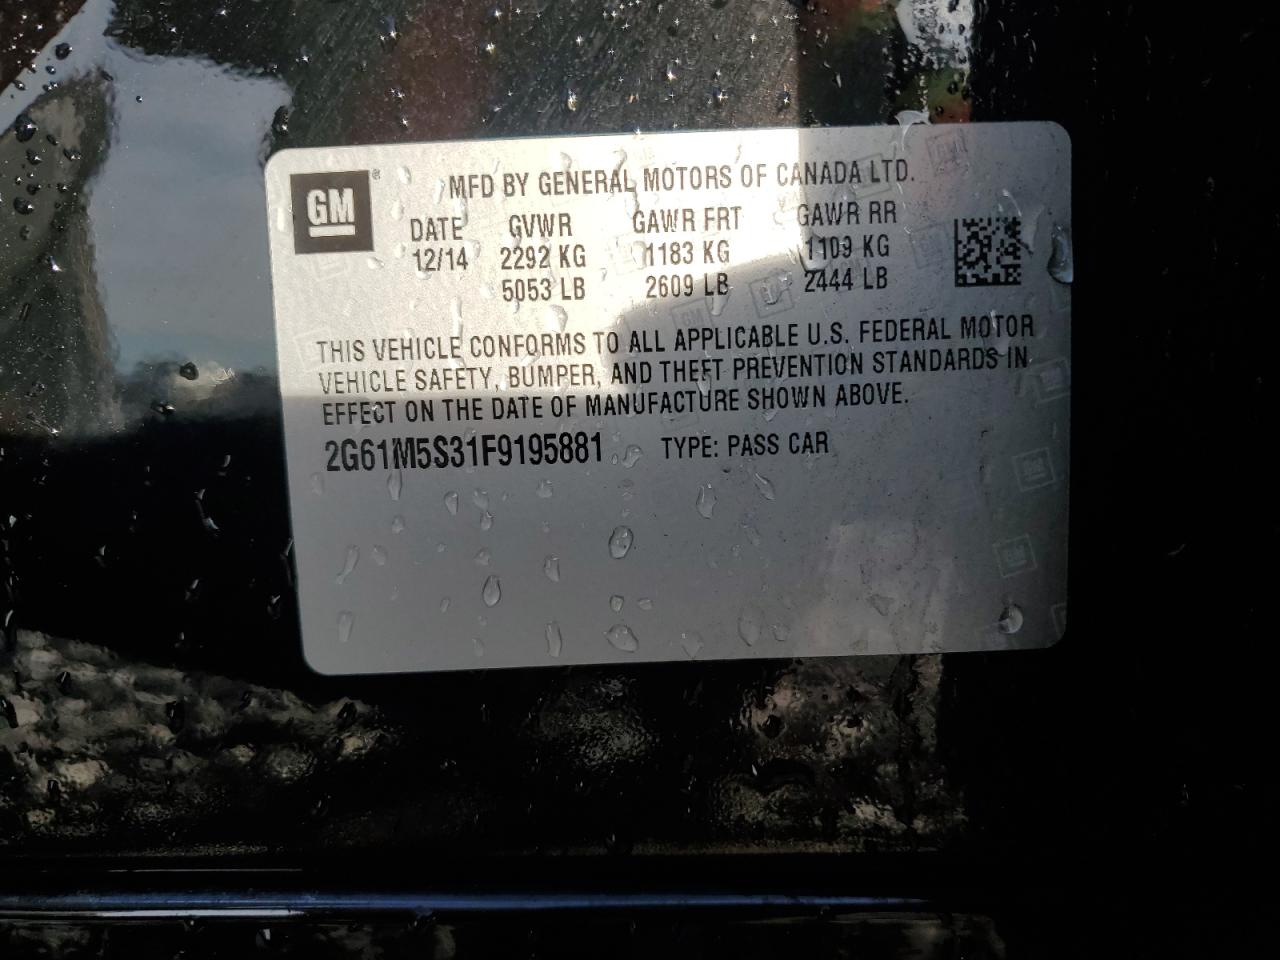 GM
MFD BY GENERAL MOTORS OF CANADA LTD.
DATE GVWR GAWR FRT GAWR RR
12/14 2292 KG 1183 KG 1109 KG
5053 LB 2609 LB 2444 LB
THIS VEHICLE CONFORMS TO ALL APPLICABLE U.S. FEDERAL MOTOR
VEHICLE SAFETY, BUMPER, AND THEFT PREVENTION STANDARDS IN
EFFECT ON THE DATE OF MANUFACTURE SHOWN ABOVE.
2G61M5S31F9195881 TYPE: PASS CAR